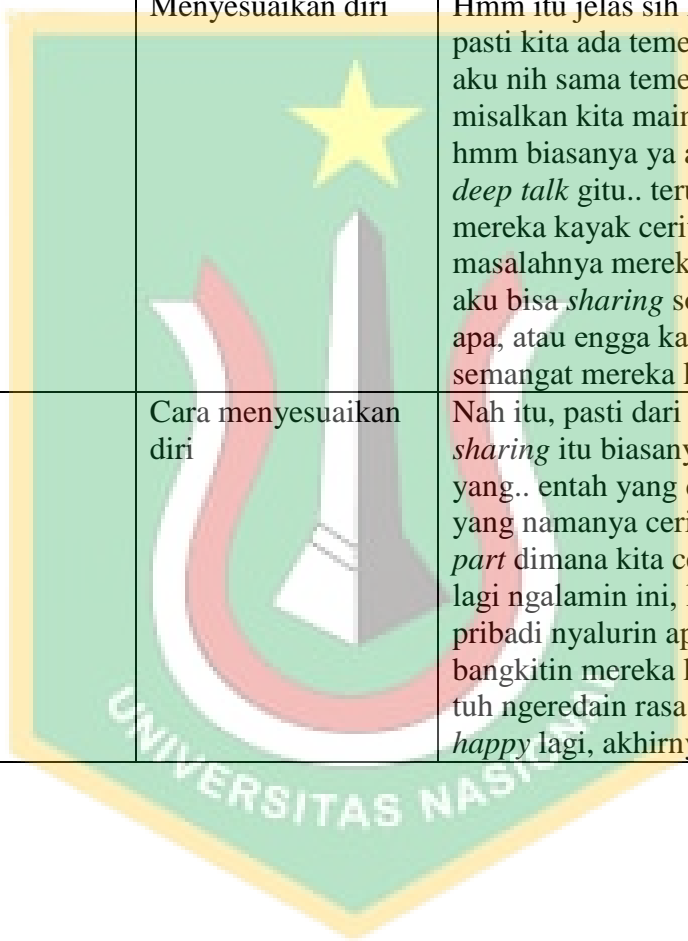 Menyesuaikan diri
Hmm itu jelas sih
pasti kita ada teme
aku nih sama teme
misalkan kita main
hmm biasanya ya a
deep talk gitu.. teru
mereka kayak ceri
masalahnya merek
aku bisa sharing so
apa, atau engga ka
semangat mereka l
Cara menyesuaikan
diri
Nah itu, pasti dari
sharing itu biasany
yang.. entah yang
yang namanya ceri
part dimana kita c
lagi ngalamin ini,
pribadi nyalurin ap
bangkitin mereka l
tuh ngeredain rasa
happy lagi, akhirny
UNIVERSITAS NASIONAL